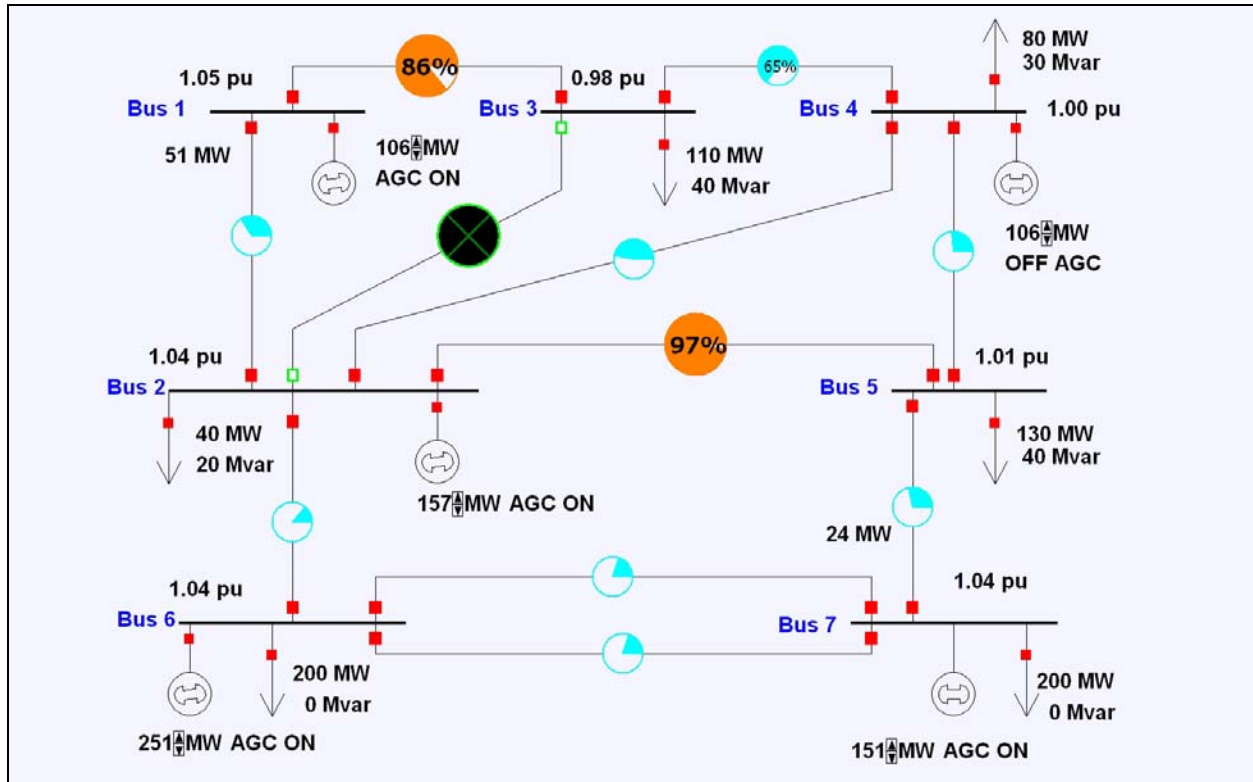 86%
65%
80 MW
30 Mvar
1.05 pu
0.98 pu
Bus 1
Bus 3
Bus 4
1.00 pu
51 MW
106 MW
AGC ON
110 MW
40 Mvar
106 MW
OFF AGC
97%
1.04 pu
1.01 pu
Bus 2
Bus 5
40 MW
20 Mvar
130 MW
40 Mvar
157 MW AGC ON
24 MW
1.04 pu
1.04 pu
Bus 6
Bus 7
200 MW
0 Mvar
200 MW
0 Mvar
251 MW AGC ON
151 MW AGC ON